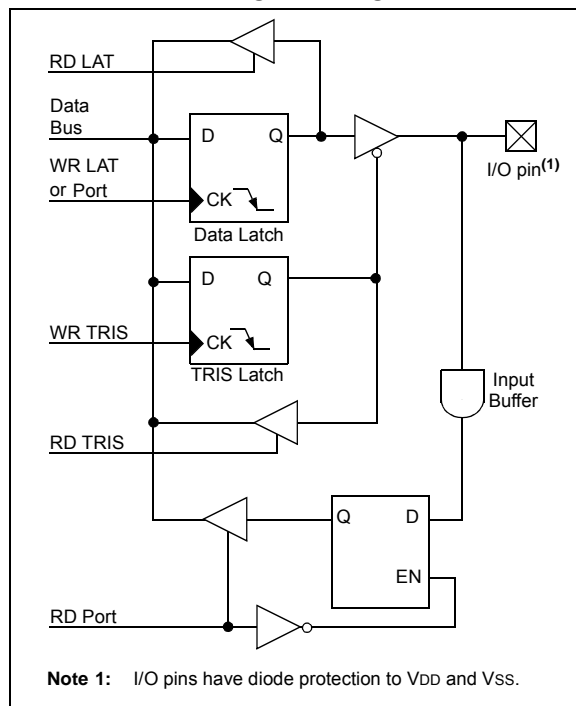 RD LAT
Data
Bus
D Q
WR LAT
or Port
CK
Data Latch
I/O pin(1)
D Q
WR TRIS
CK
TRIS Latch
Input
Buffer
RD TRIS
Q D
EN
RD Port
Note 1: I/O pins have diode protection to VDD and VSS.